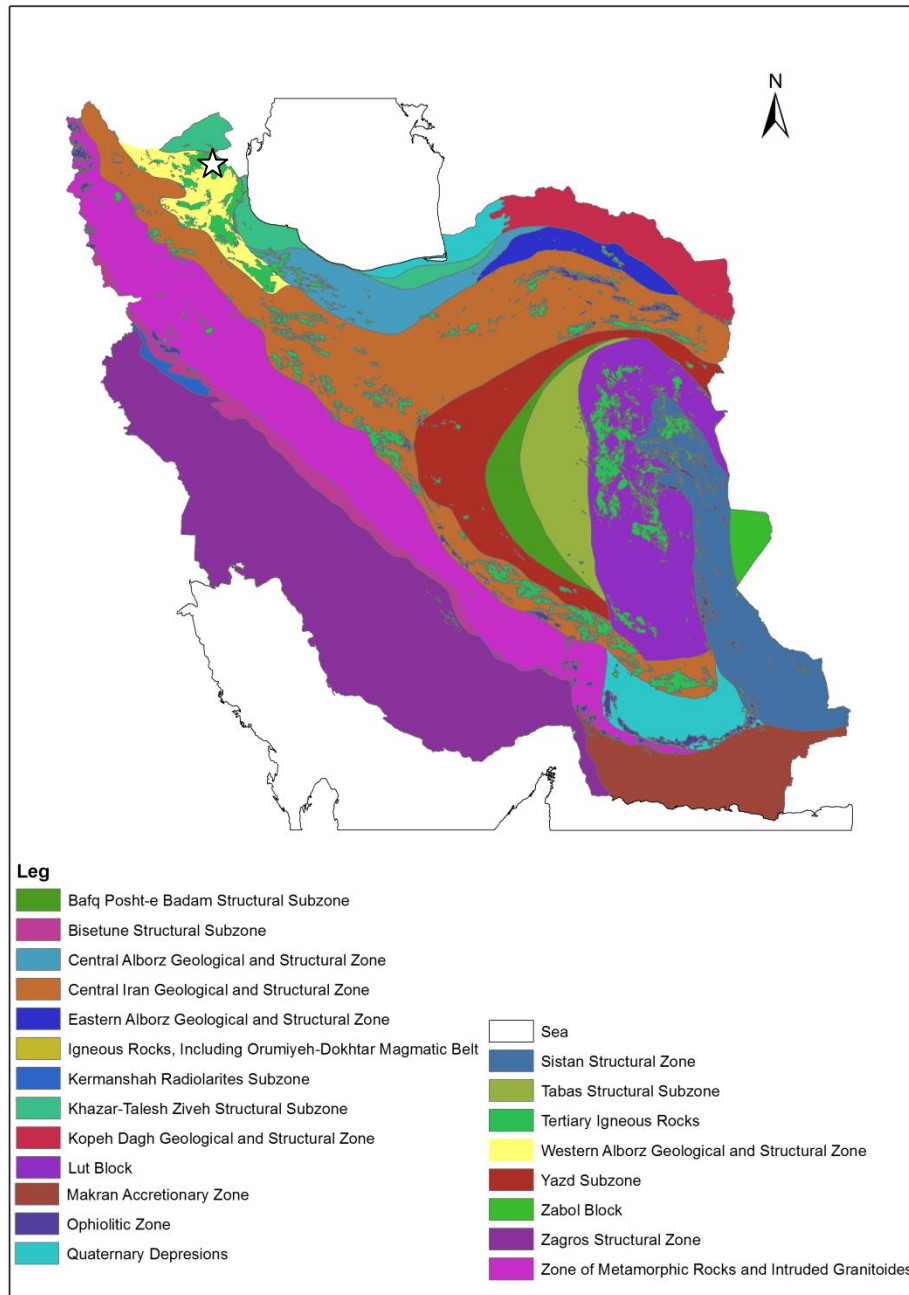 N
Leg
Bafq Posht-e Badam Structural Subzone
Bisetune Structural Subzone
Central Alborz Geological and Structural Zone
Central Iran Geological and Structural Zone
Eastern Alborz Geological and Structural Zone
Igneous Rocks, Including Orumiyeh-Dokhtar Magmatic Belt
Kermanshah Radiolarites Subzone
Khazar-Talesh Ziveh Structural Subzone
Kopeh Dagh Geological and Structural Zone
Lut Block
Makran Accretionary Zone
Ophiolitic Zone
Quaternary Depresions
Sea
Sistan Structural Zone
Tabas Structural Subzone
Tertiary Igneous Rocks
Western Alborz Geological and Structural Zone
Yazd Subzone
Zabol Block
Zagros Structural Zone
Zone of Metamorphic Rocks and Intruded Granitoides